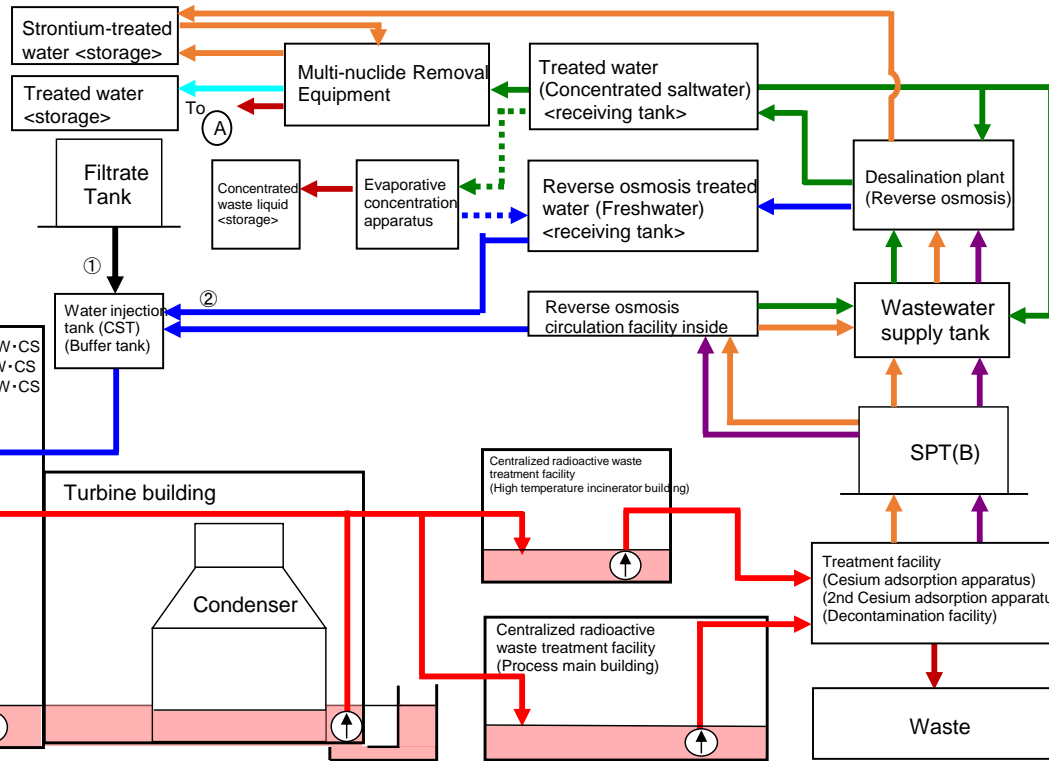 Strontium-treated
water <storage>
Treated water
<storage>
To
A
Multi-nuclide Removal
Equipment
Treated water
(Concentrated saltwater)
<receiving tank>
Filtrate
Tank
Concentrated
waste liquid
<storage>
Evaporative
concentration
apparatus
Reverse osmosis treated
water (Freshwater)
<receiving tank>
Desalination plant
(Reverse osmosis)
①
②
Water injection
tank (CST)
(Buffer tank)
Reverse osmosis
circulation facility inside
Wastewater
supply tank
W・CS
W・CS
W・CS
SPT(B)
Turbine building
Condenser
Centralized radioactive waste
treatment facility
(High temperature incinerator building)
Centralized radioactive
waste treatment facility
(Process main building)
Treatment facility
(Cesium adsorption apparatus)
(2nd Cesium adsorption apparatu
(Decontamination facility)
Waste